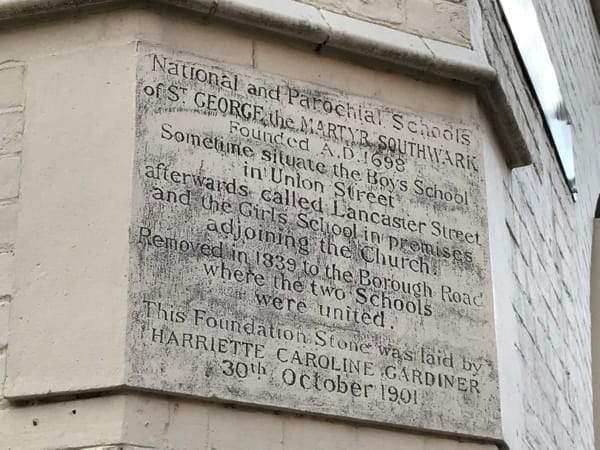 National and Parochial Schools
of ST GEORGE the MARTYR SOUTHWARK
Founded A.D. 1698
Sometime situate the Boy's School
in Union Street
afterwards called Lancaster Street
and the Girls School in premises
adjoining the Church.
Removed in 1839 to the Borough Road
where the two Schools
were united.
This Foundation Stone was laid by
HARRIETTE CAROLINE GARDINER
30th October 1901